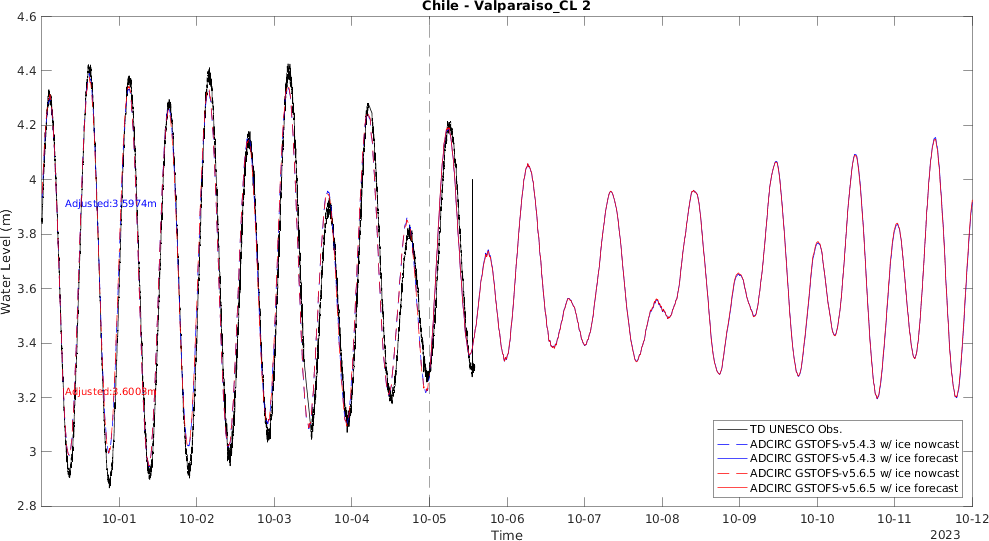 Chile - Valparaiso_CL 2
4.6
4.4
4.2
4
3.8
3.6
3.4
3.2
3
2.8
Water Level (m)
Adjusted:3.5974m
Adjusted:3.6003m
TD UNESCO Obs.
ADCIRC GSTOFS-v5.4.3 w/ ice nowcast
ADCIRC GSTOFS-v5.4.3 w/ ice forecast
ADCIRC GSTOFS-v5.6.5 w/ ice nowcast
ADCIRC GSTOFS-v5.6.5 w/ ice forecast
10-01 10-02 10-03 10-04 10-05 10-06 10-07 10-08 10-09 10-10 10-11 10-12
Time
2023